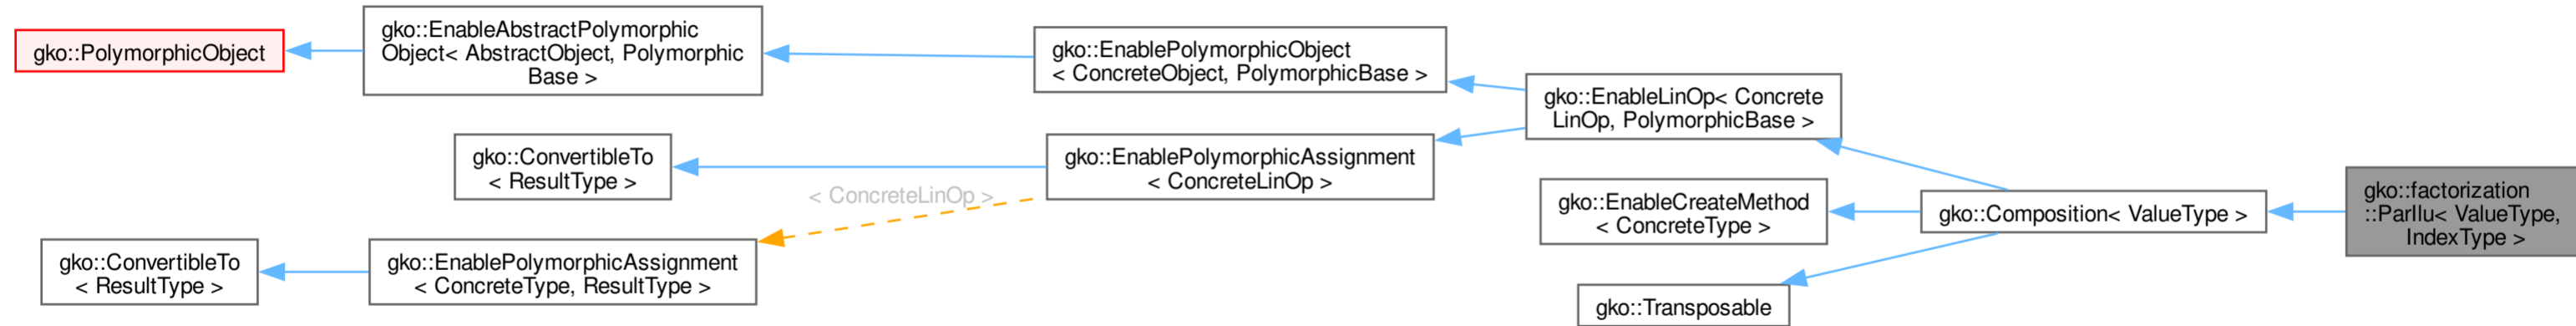 gko::PolymorphicObject
gko::EnableAbstractPolymorphic
Object< AbstractObject, Polymorphic
Base >
gko::EnablePolymorphicObject
< ConcreteObject, PolymorphicBase >
gko::EnableLinOp< Concrete
LinOp, PolymorphicBase >
gko::ConvertibleTo
< ResultType >
gko::EnablePolymorphicAssignment
< ConcreteLinOp >
< ConcreteLinOp >
gko::EnableCreateMethod
< ConcreteType >
gko::Composition< ValueType >
gko::factorization
::ParIlu< ValueType,
IndexType >
gko::ConvertibleTo
< ResultType >
gko::EnablePolymorphicAssignment
< ConcreteType, ResultType >
gko::Transposable